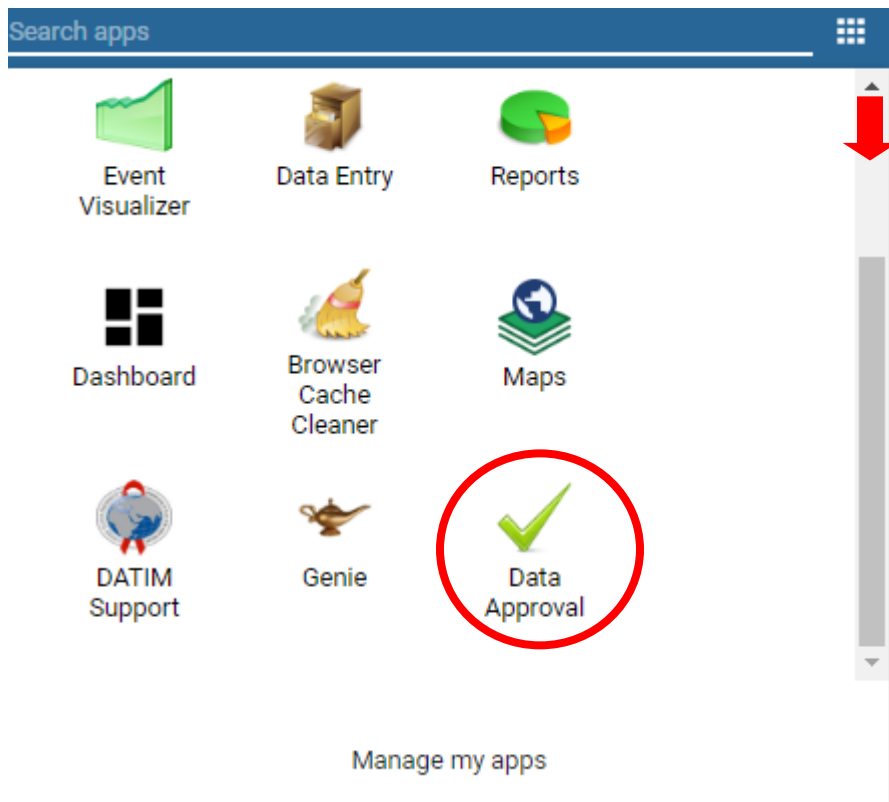 Search apps
Event
Visualizer
Data Entry
Reports
Dashboard
Browser
Cache
Cleaner
Maps
DATIM
Support
Genie
Data
Approval
Manage my apps